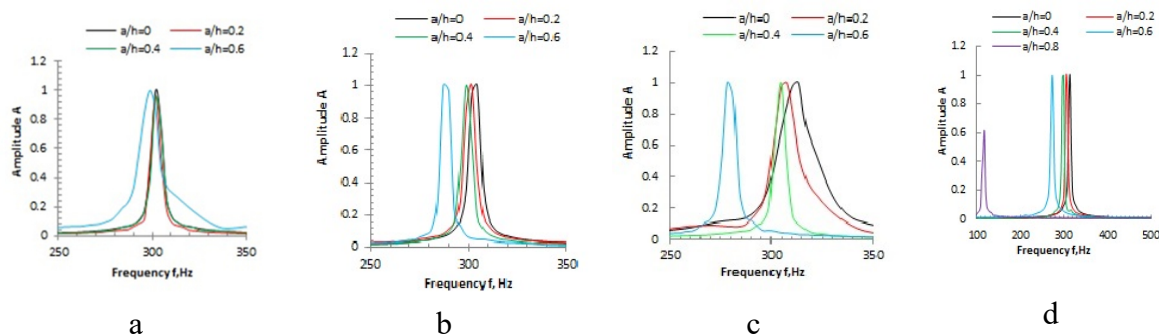 a/h=0 a/h=0.2
a/h=0.4 a/h=0.6
1.2
1
0.8
0.6
0.4
0.2
0
Amplitude A
250 300 350
Frequency f,Hz
a
a/h=0 a/h=0.2
a/h=0.4 a/h=0.6
1.2
1
0.8
0.6
0.4
0.2
0
Amplitude A
250 300 350
Frequency f, Hz
b
a/h=0 a/h=0.2
a/h=0.4 a/h=0.6
1.2
1
0.8
0.6
0.4
0.2
0
Amplitude A
250 300 350
Frequency f,Hz
c
a/h=0 a/h=0.2
a/h=0.4 a/h=0.6
a/h=0.8
1.2
1
0.8
0.6
0.4
0.2
0
Amplitude A
100 200 300 400 500
Frequency f,Hz
d